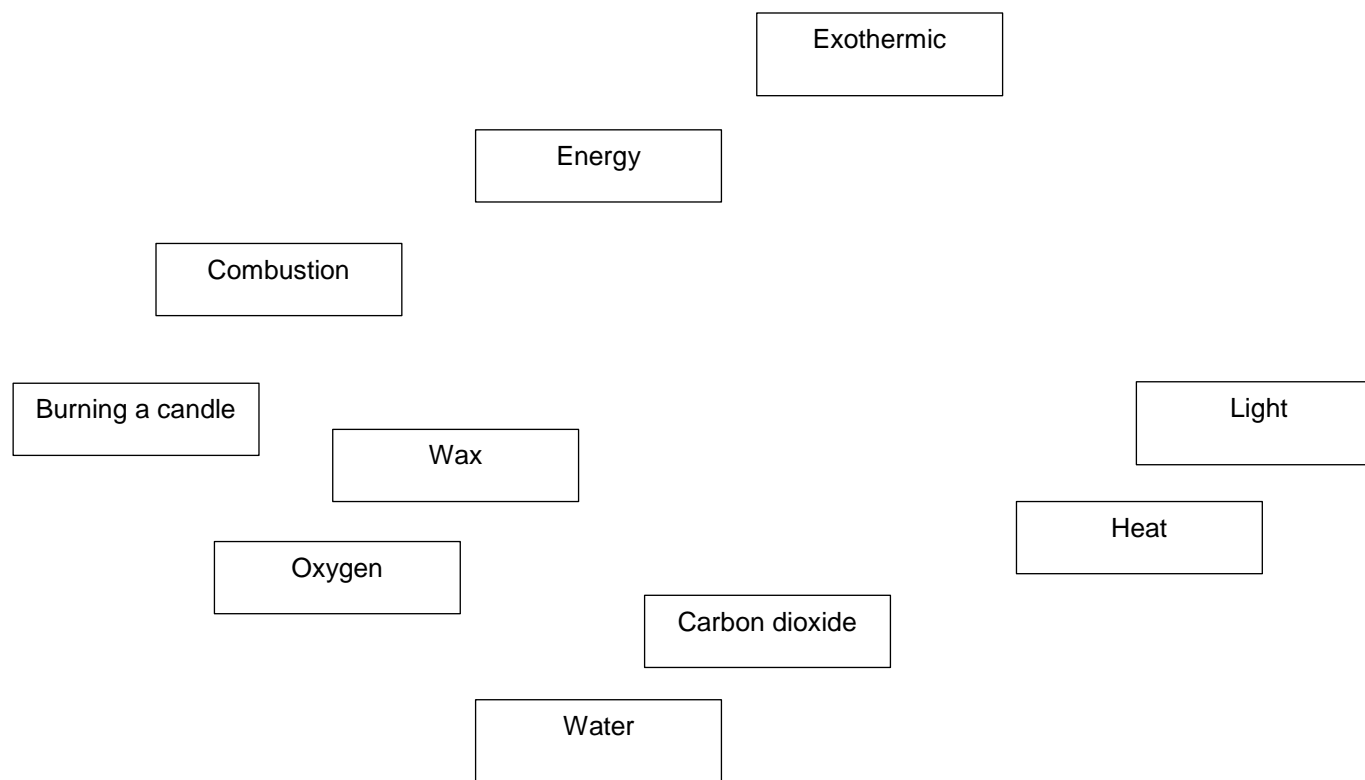 Exothermic
Energy
Combustion
Burning a candle
Light
Wax
Heat
Oxygen
Carbon dioxide
Water